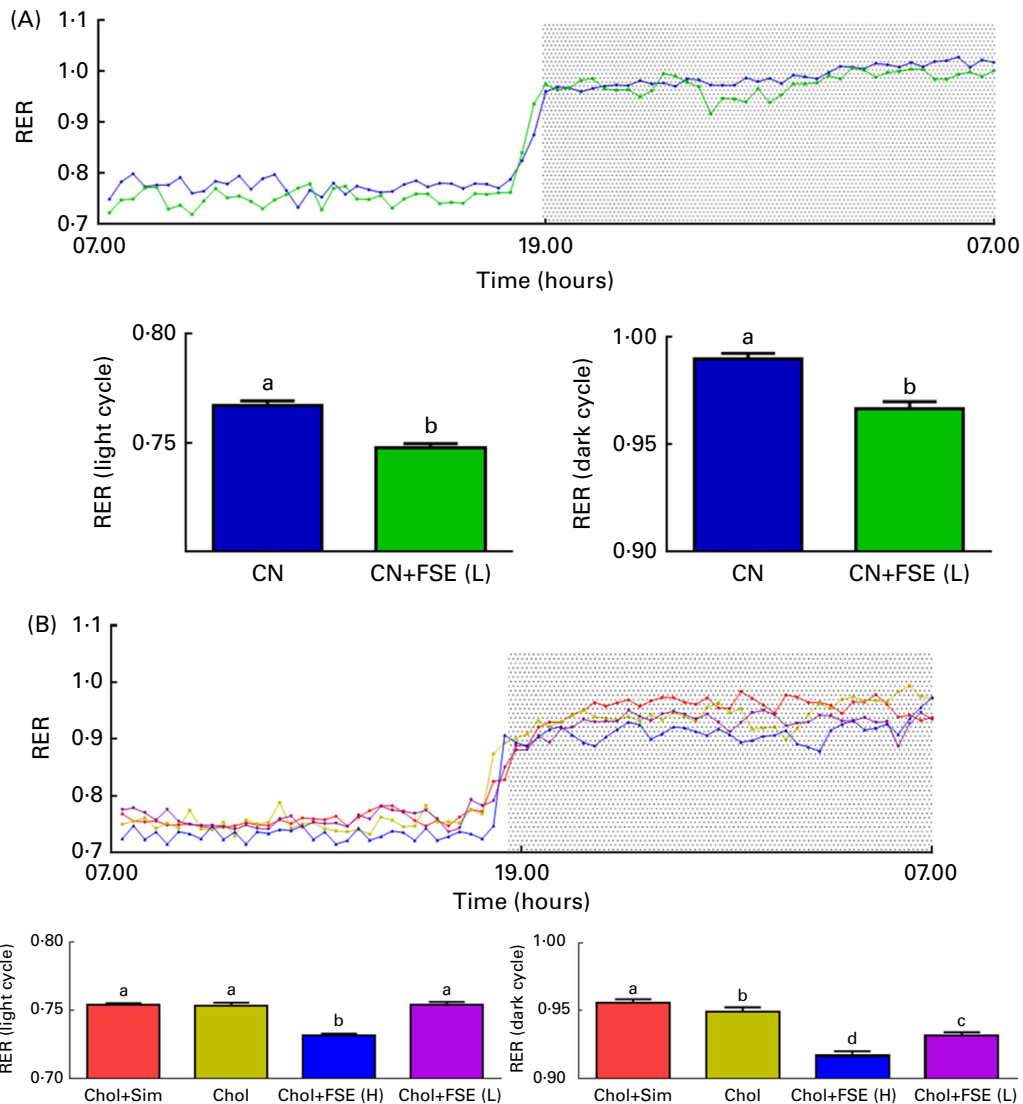 (A)
1·1
1·0
0·9
0·8
0·7
RER
07.00 19.00 07.00
Time (hours)
0·80
0·75
RER (light cycle)
a
b
CN CN+FSE (L)
1·00
0·95
0·90
RER (dark cycle)
a
b
CN CN+FSE (L)
(B)
1·1
1·0
0·9
0·8
0·7
RER
07.00 19.00 07.00
Time (hours)
0·80
0·75
0·70
RER (light cycle)
a a b a
Chol+Sim Chol Chol+FSE (H) Chol+FSE (L)
1·00
0·95
0·90
RER (dark cycle)
a b d c
Chol+Sim Chol Chol+FSE (H) Chol+FSE (L)